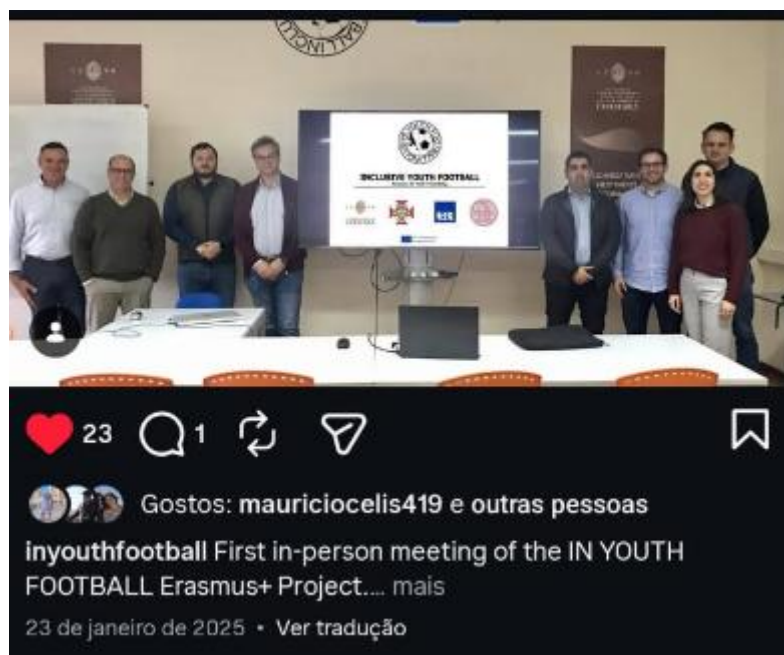 INCLUSIVE YOUTH FOOTBALL
23
1
Gostos: mauriciocelis419 e outras pessoas
inyouthfootball First in-person meeting of the IN YOUTH
FOOTBALL Erasmus+ Project.... mais
23 de janeiro de 2025 • Ver tradução